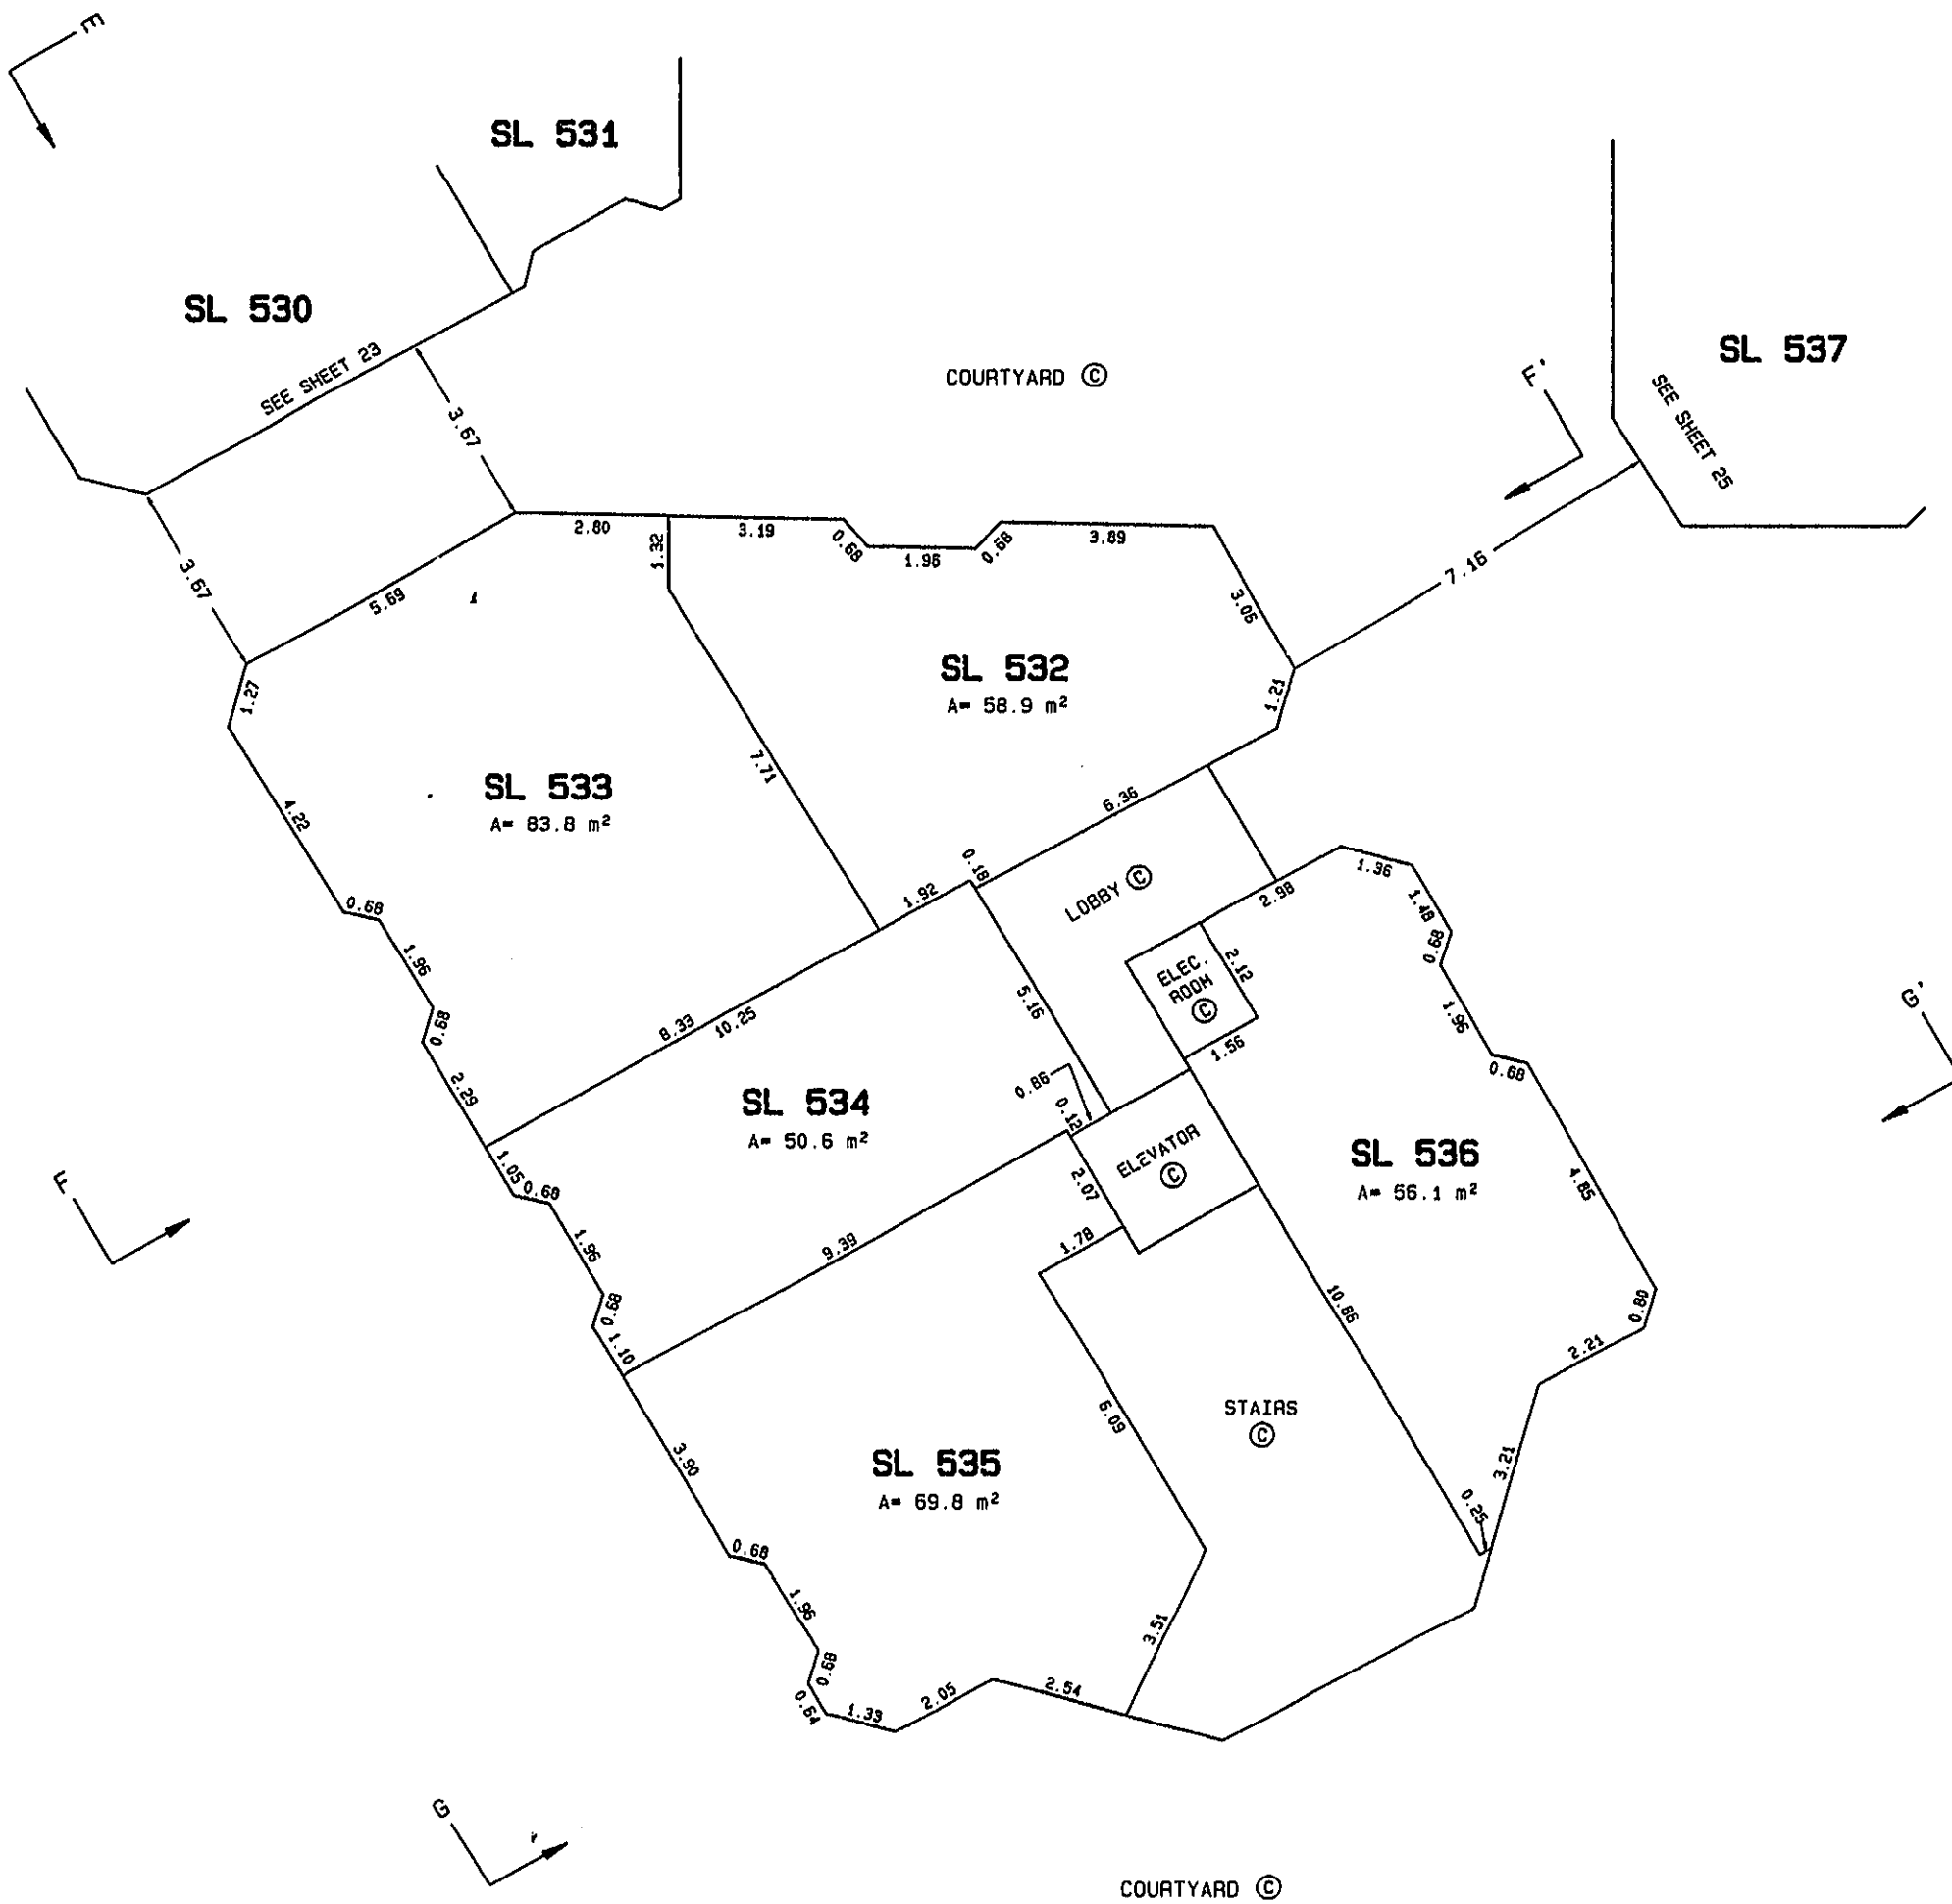 E
SL 531
SL 530
SEE SHEET 23
3.67
3.67
COURTYARD Ⓒ
SL 537
SEE SHEET 25
F'
7.16
2.80
3.19
0.68
1.96
0.68
3.89
1.32
3.06
5.69
1.27
1.21
SL 532
A= 58.9 m²
7.71
SL 533
A= 83.8 m²
4.22
0.68
1.96
0.68
2.29
6.36
0.18
1.92
LOBBY Ⓒ
2.98
1.36
1.48
0.68
1.96
0.68
ELEC.
ROOM
Ⓒ
2.12
1.56
5.16
8.33
10.25
G'
0.86
0.12
SL 534
A= 50.6 m²
ELEVATOR
Ⓒ
2.07
SL 536
A= 56.1 m²
4.85
F
1.05
0.68
1.96
0.68
1.10
9.39
1.78
10.86
0.80
2.21
6.09
STAIRS
Ⓒ
3.21
0.25
3.90
SL 535
A= 69.8 m²
0.68
1.96
0.68
0.64
1.33
2.05
2.54
3.51
G
COURTYARD Ⓒ